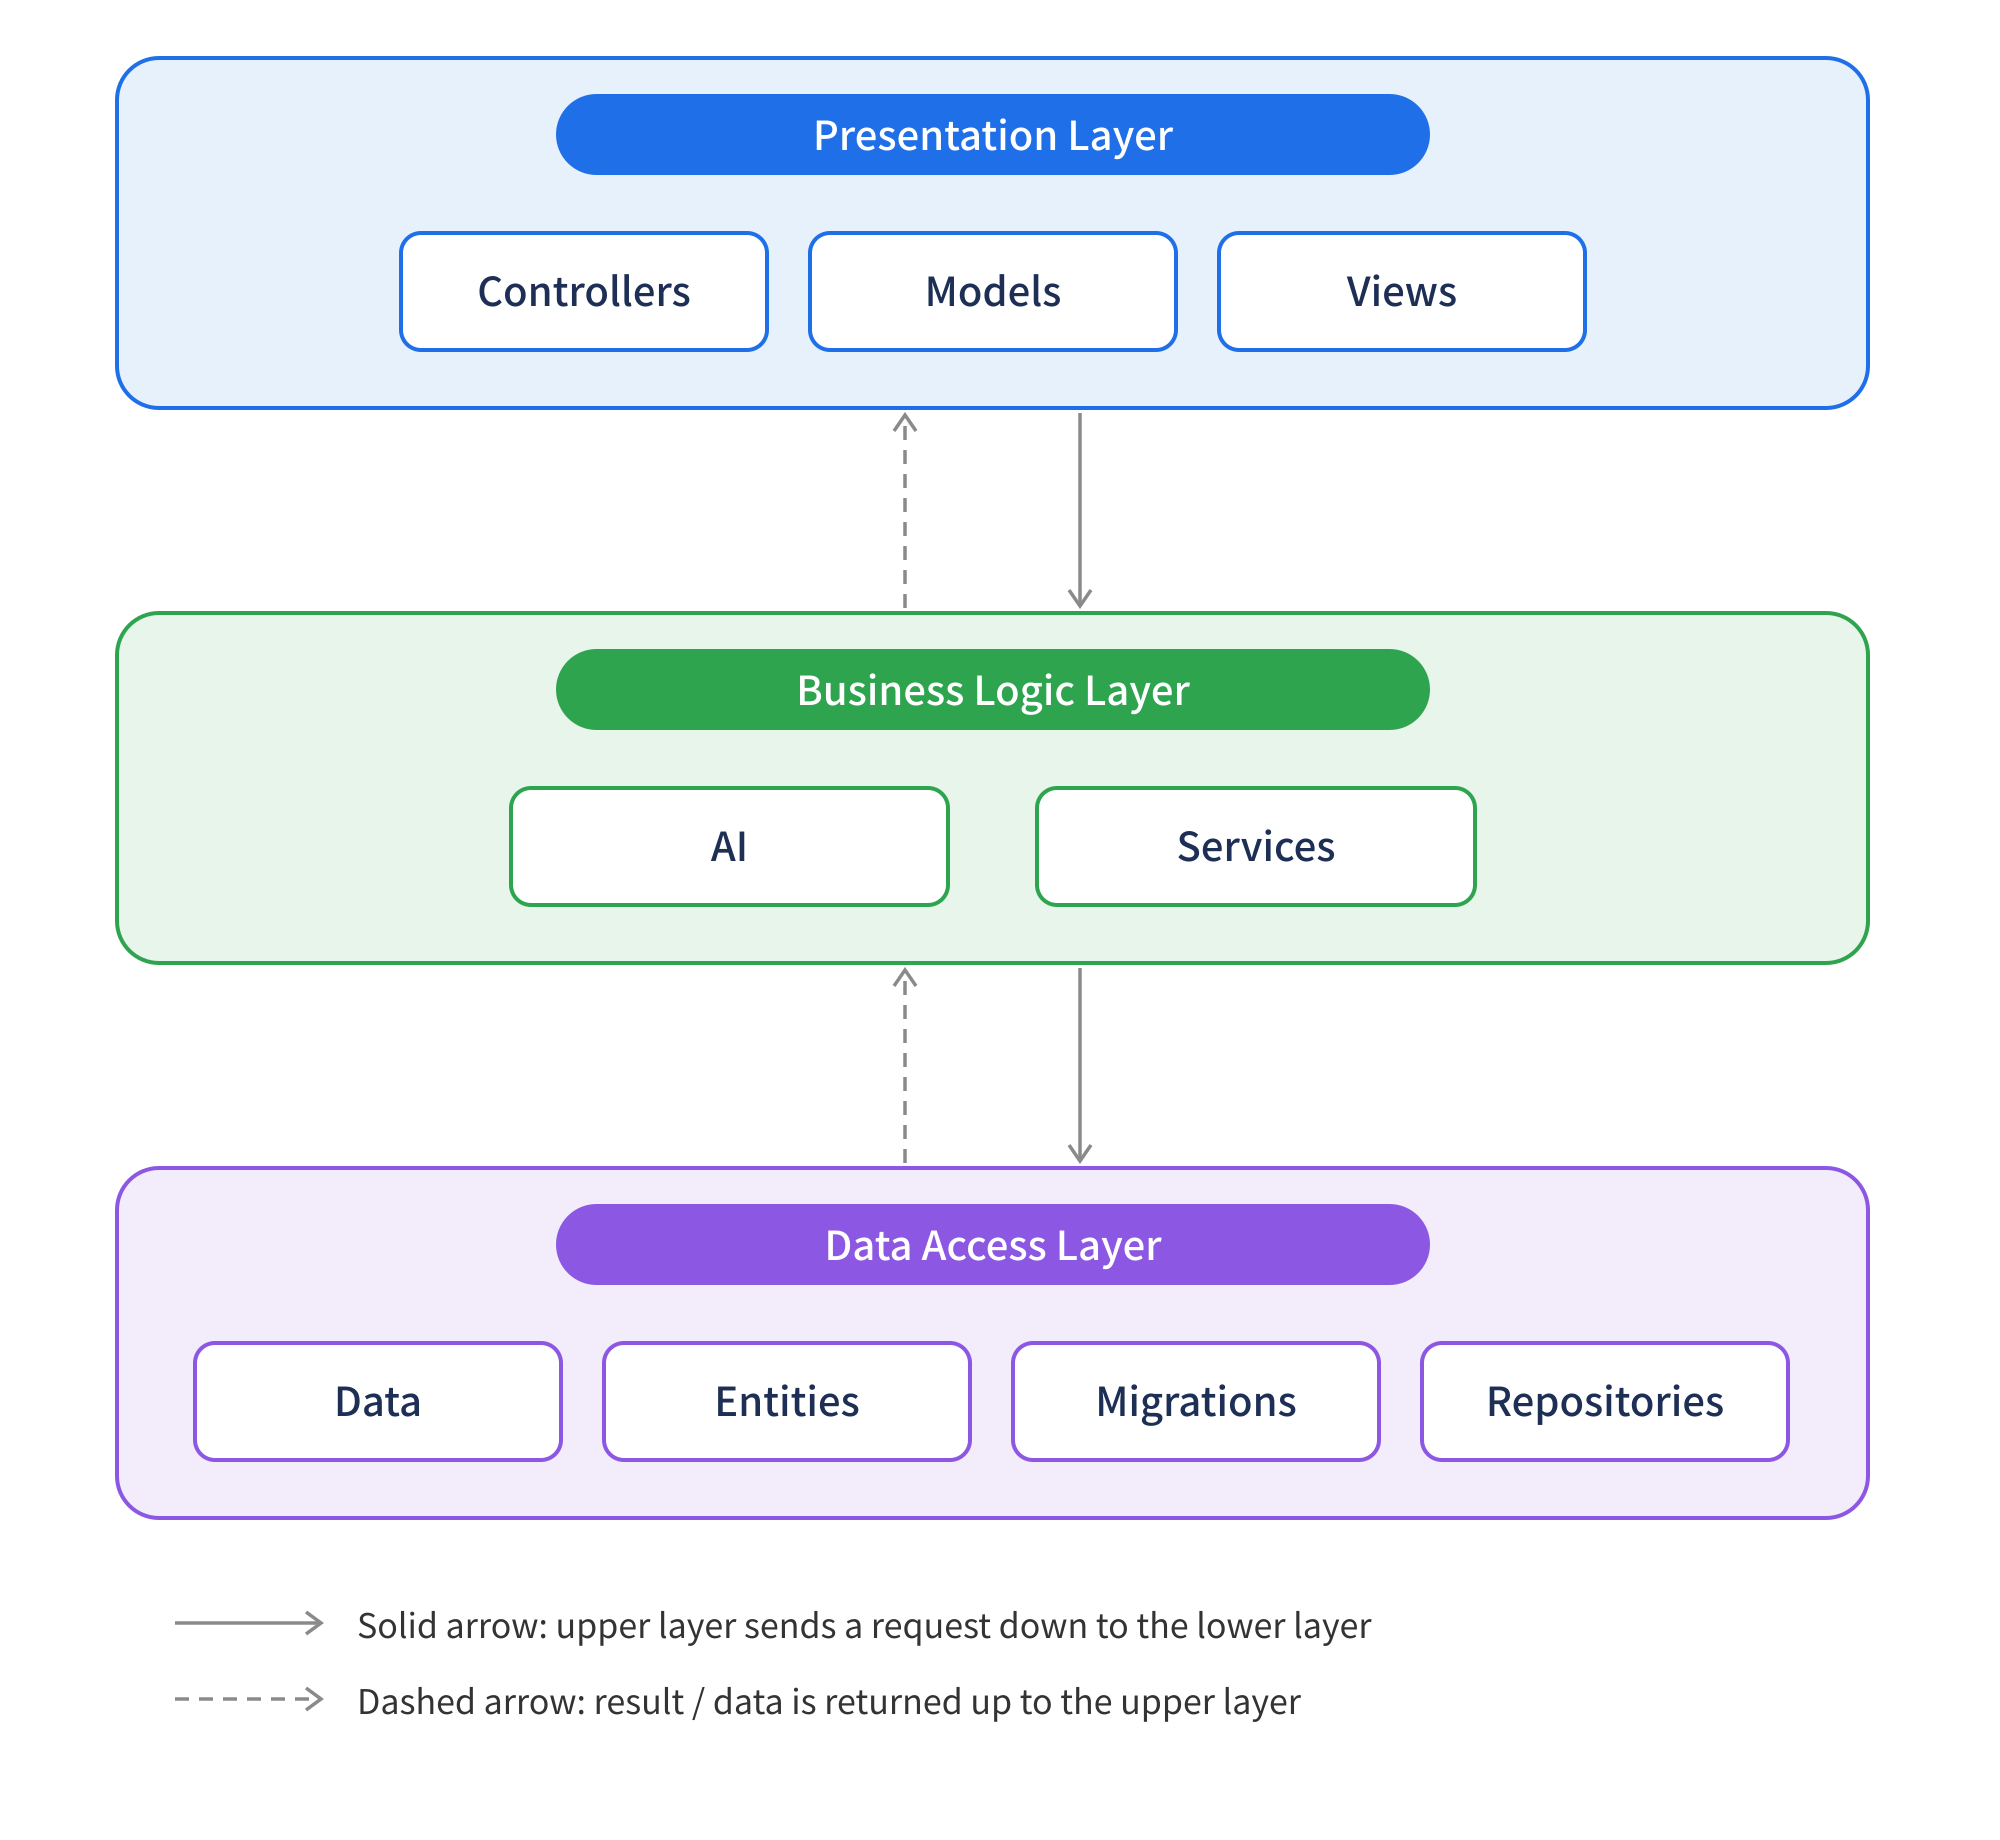 Presentation Layer
Controllers
Models
Views
Business Logic Layer
AI
Services
Data Access Layer
Data
Entities
Migrations
Repositories
Solid arrow: upper layer sends a request down to the lower layer
Dashed arrow: result / data is returned up to the upper layer